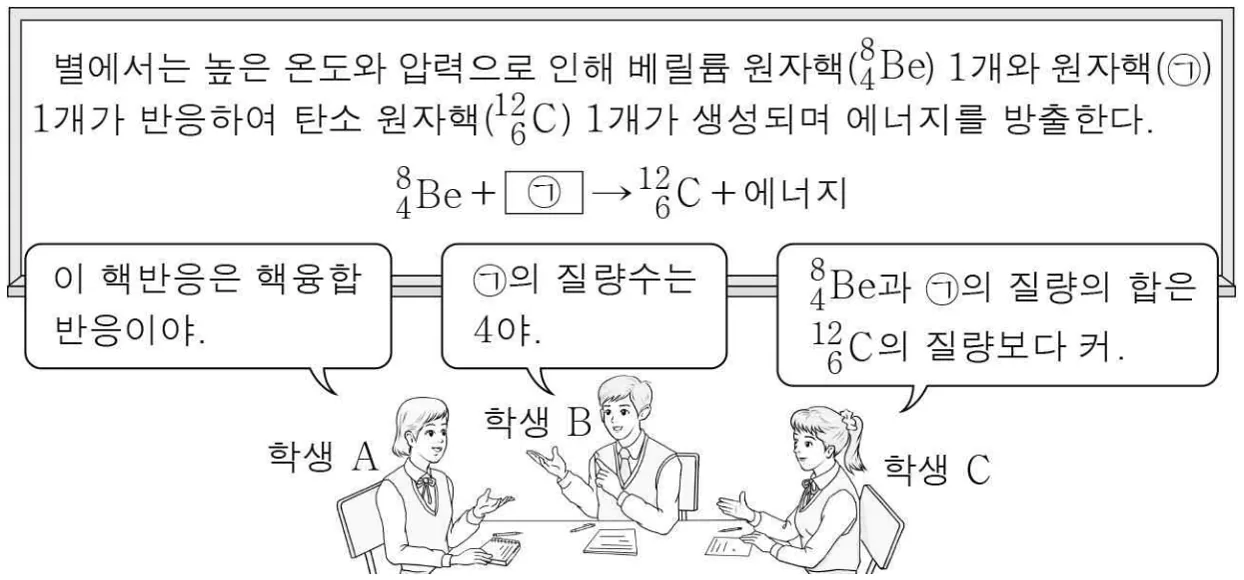 별에서는 높은 온도와 압력으로 인해 베릴륨 원자핵(⁸₄Be) 1개와 원자핵(㉠)
1개가 반응하여 탄소 원자핵(¹²₆C) 1개가 생성되며 에너지를 방출한다.
⁸₄Be + ㉠ → ¹²₆C + 에너지
이 핵반응은 핵융합
반응이야.
㉠의 질량수는
4야.
⁸₄Be과 ㉠의 질량의 합은
¹²₆C의 질량보다 커.
학생 A
학생 B
학생 C